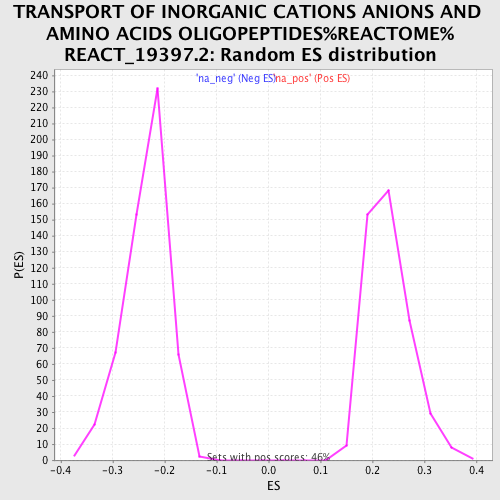 TRANSPORT OF INORGANIC CATIONS ANIONS AND
AMINO ACIDS OLIGOPEPTIDES%REACTOME%
REACT_19397.2: Random ES distribution
'na_neg' (Neg ES)
'na_pos' (Pos ES)
240
230
220
210
200
190
180
170
160
150
140
130
120
110
100
90
80
70
60
50
40
30
20
10
0
P(ES)
Sets with pos scores: 46%
-0.4 -0.3 -0.2 -0.1 0.0 0.1 0.2 0.3 0.4
ES